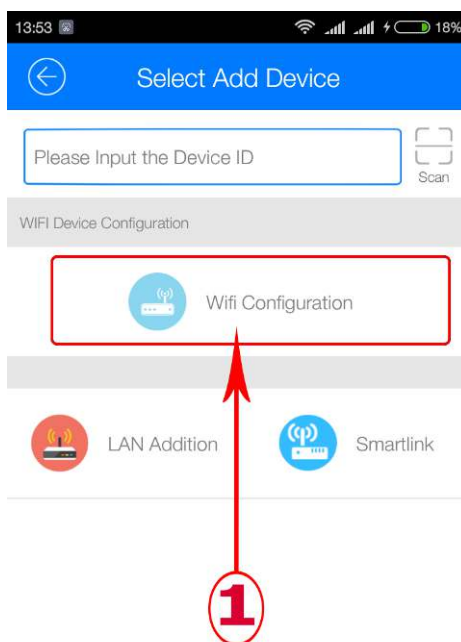 13:53 18%
Select Add Device
Please Input the Device ID
Scan
WIFI Device Configuration
Wifi Configuration
LAN Addition Smartlink
1